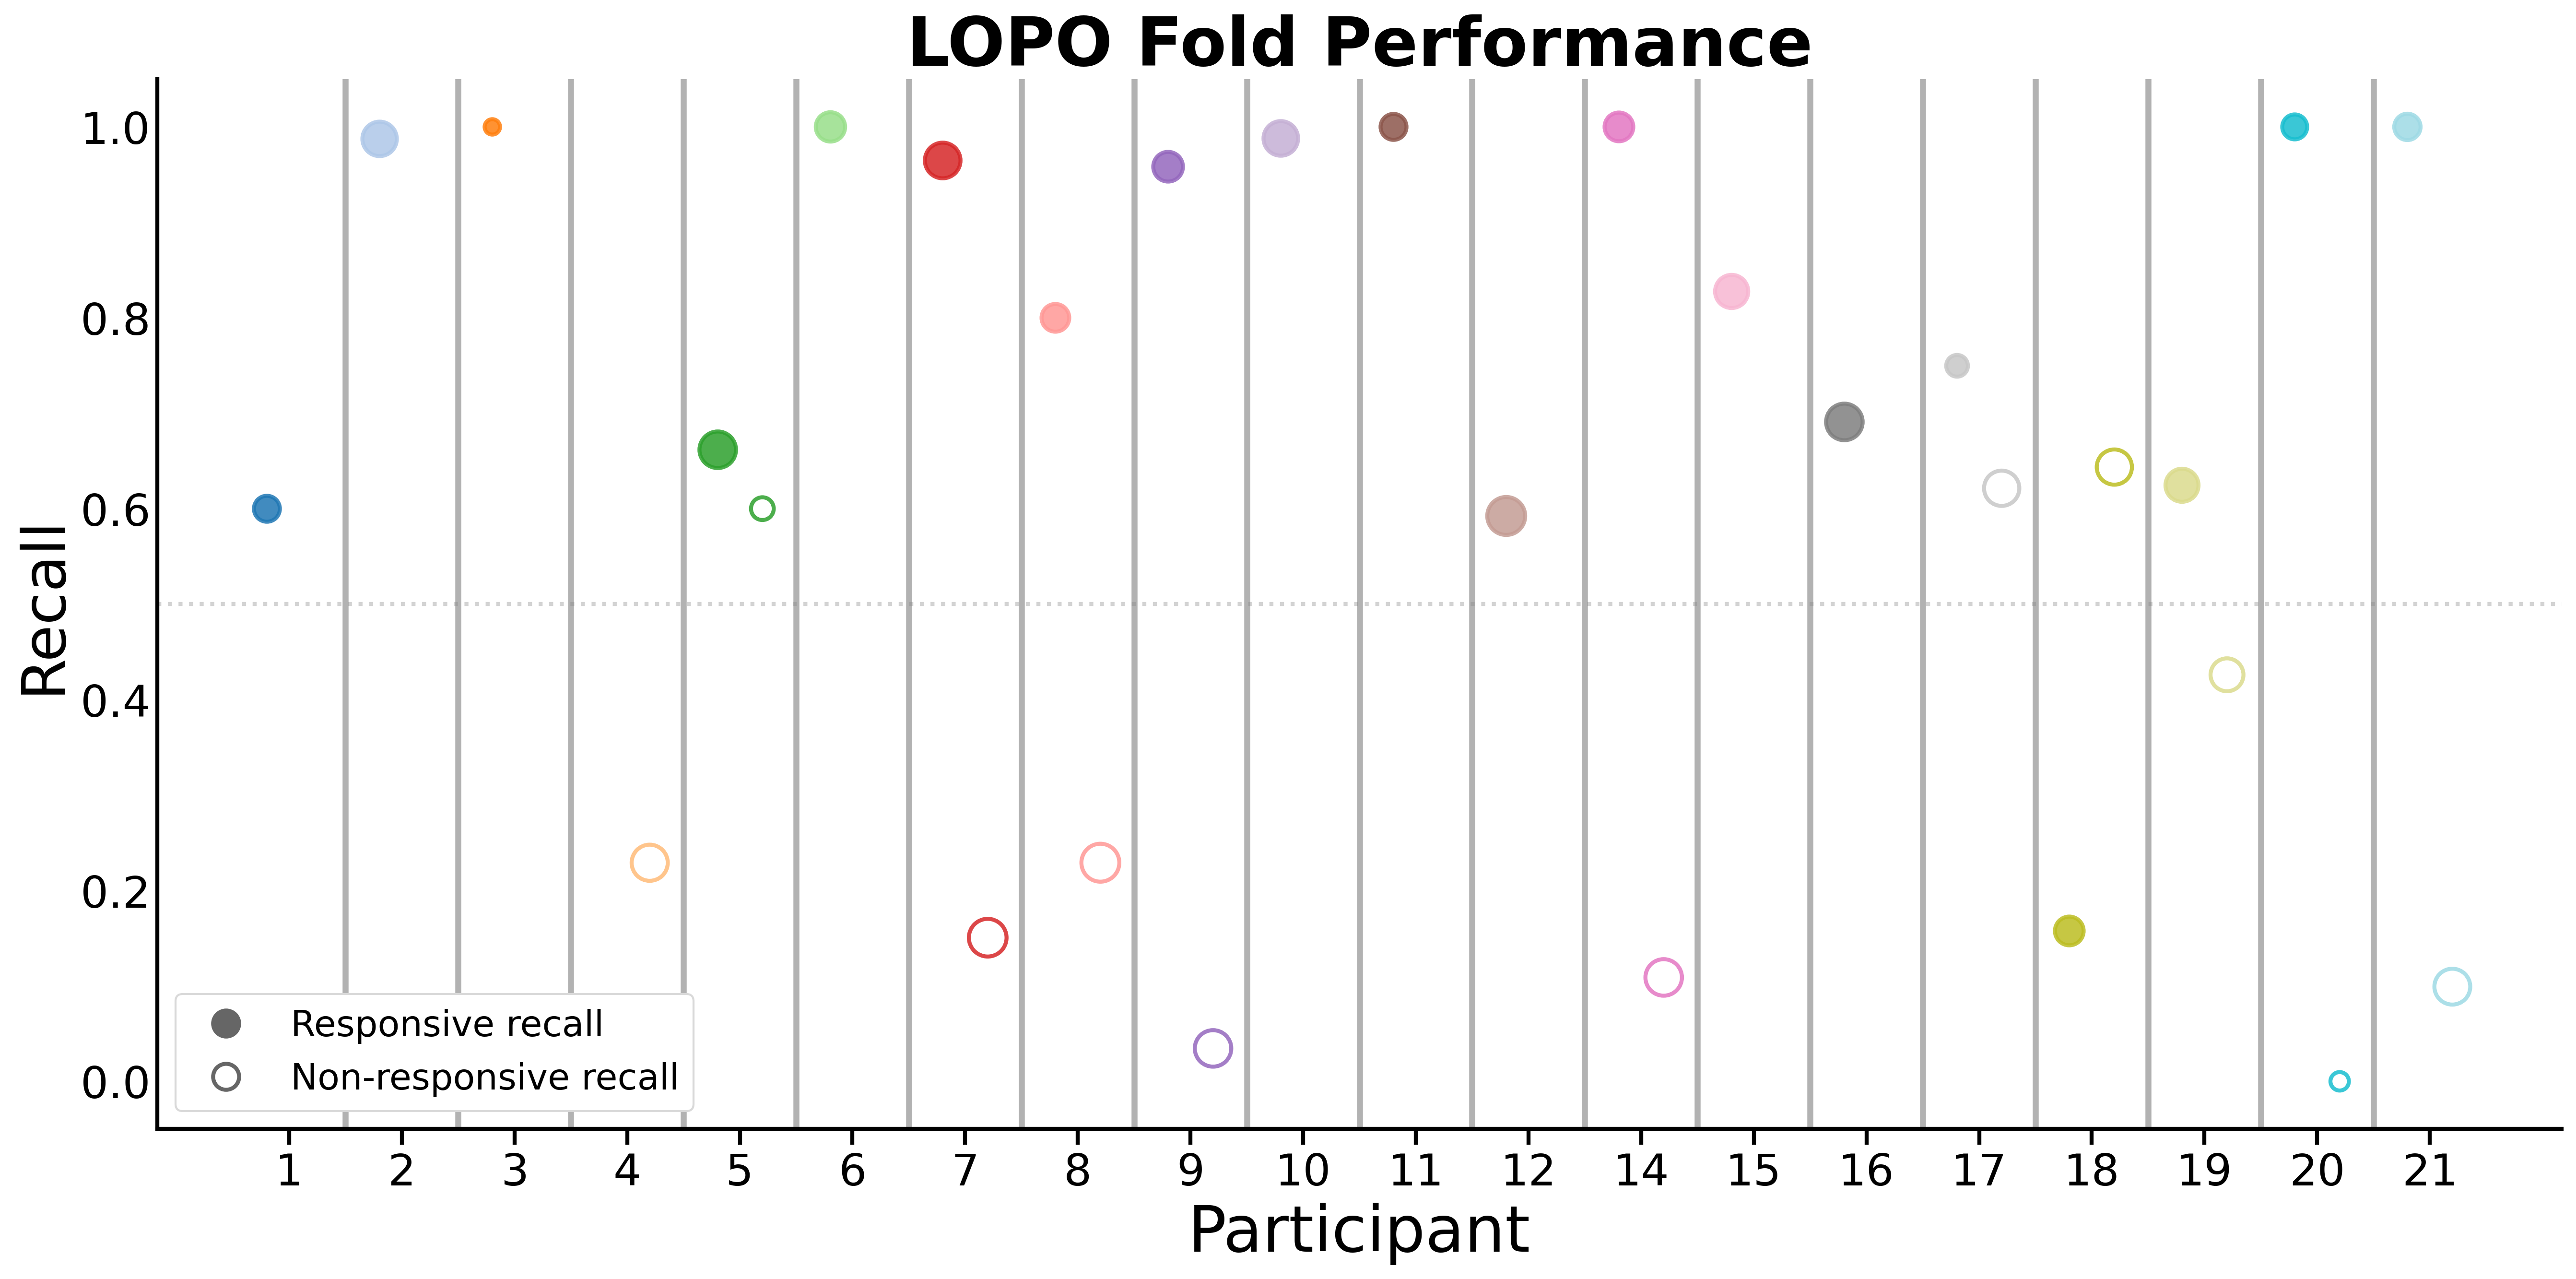 LOPO Fold Performance
Recall
1.0
0.8
0.6
0.4
0.2
0.0
Responsive recall
Non-responsive recall
1 2 3 4 5 6 7 8 9 10 11 12 14 15 16 17 18 19 20 21
Participant